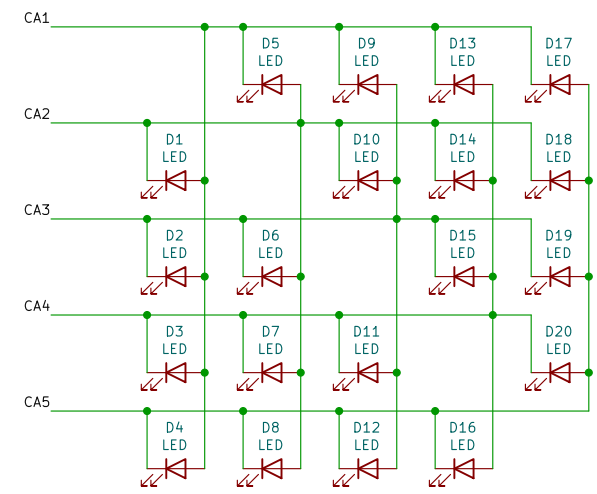 CA1
D5 D9 D13 D17
LED LED LED LED
CA2
D1 D10 D14 D18
LED LED LED LED
CA3
D2 D6 D15 D19
LED LED LED LED
CA4
D3 D7 D11 D20
LED LED LED LED
CA5
D4 D8 D12 D16
LED LED LED LED